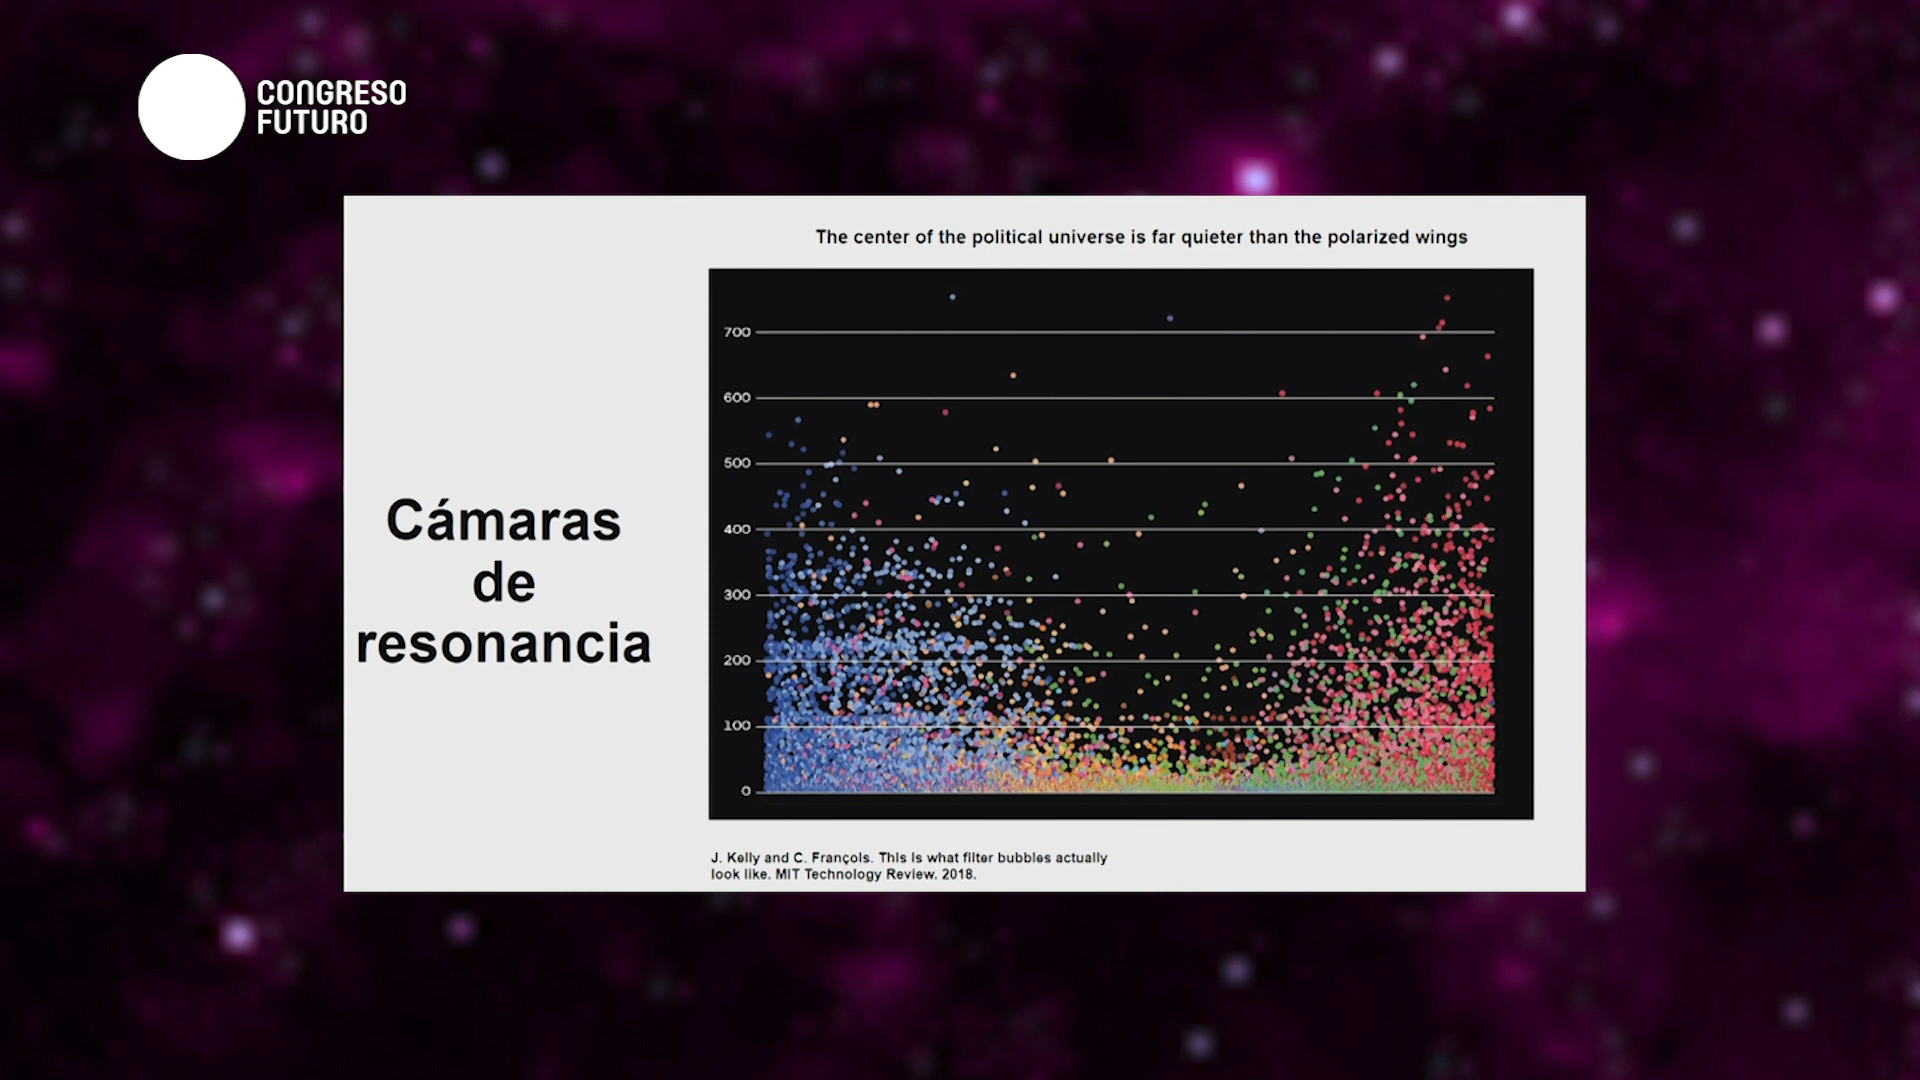 CONGRESO
FUTURO
The center of the political universe is far quieter than the polarized wings
Cámaras
de
resonancia
700
600
500
400
300
200
100
0
J. Kelly and C. François. This is what filter bubbles actually
look like. MIT Technology Review. 2018.